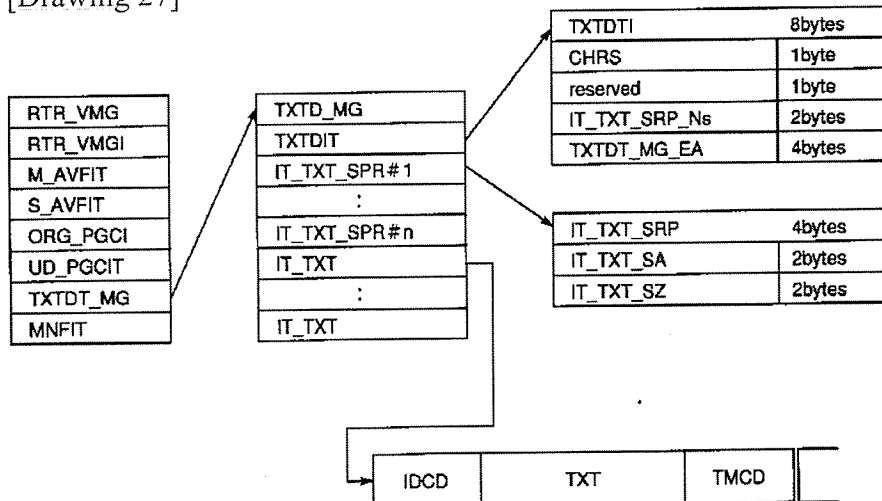 [Drawing 27]
RTR_VMG
RTR_VMGI
M_AVFIT
S_AVFIT
ORG_PGCI
UD_PGCIT
TXTDT_MG
MNFIT
TXTD_MG
TXTDIT
IT_TXT_SPR#1
:
IT_TXT_SPR#n
IT_TXT
:
IT_TXT
TXTDTI 8bytes
CHRS 1byte
reserved 1byte
IT_TXT_SRP_Ns 2bytes
TXTDT_MG_EA 4bytes
IT_TXT_SRP 4bytes
IT_TXT_SA 2bytes
IT_TXT_SZ 2bytes
IDCD TXT TMCD